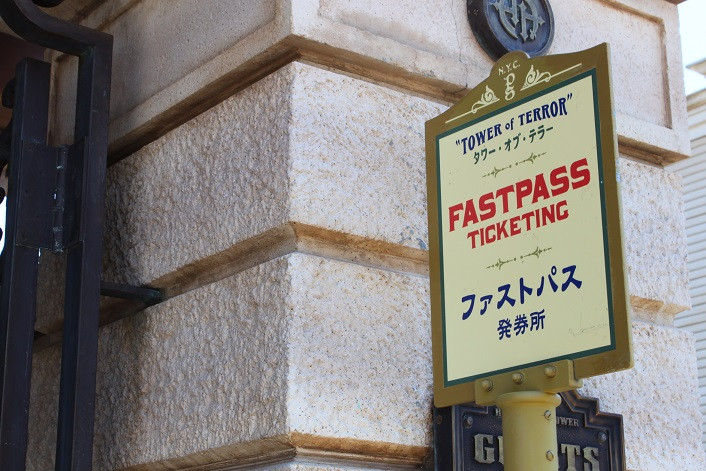 N.Y.C.
"TOWER of TERROR"
タワー・オブ・テラー
FASTPASS
TICKETING
ファストパス
発券所